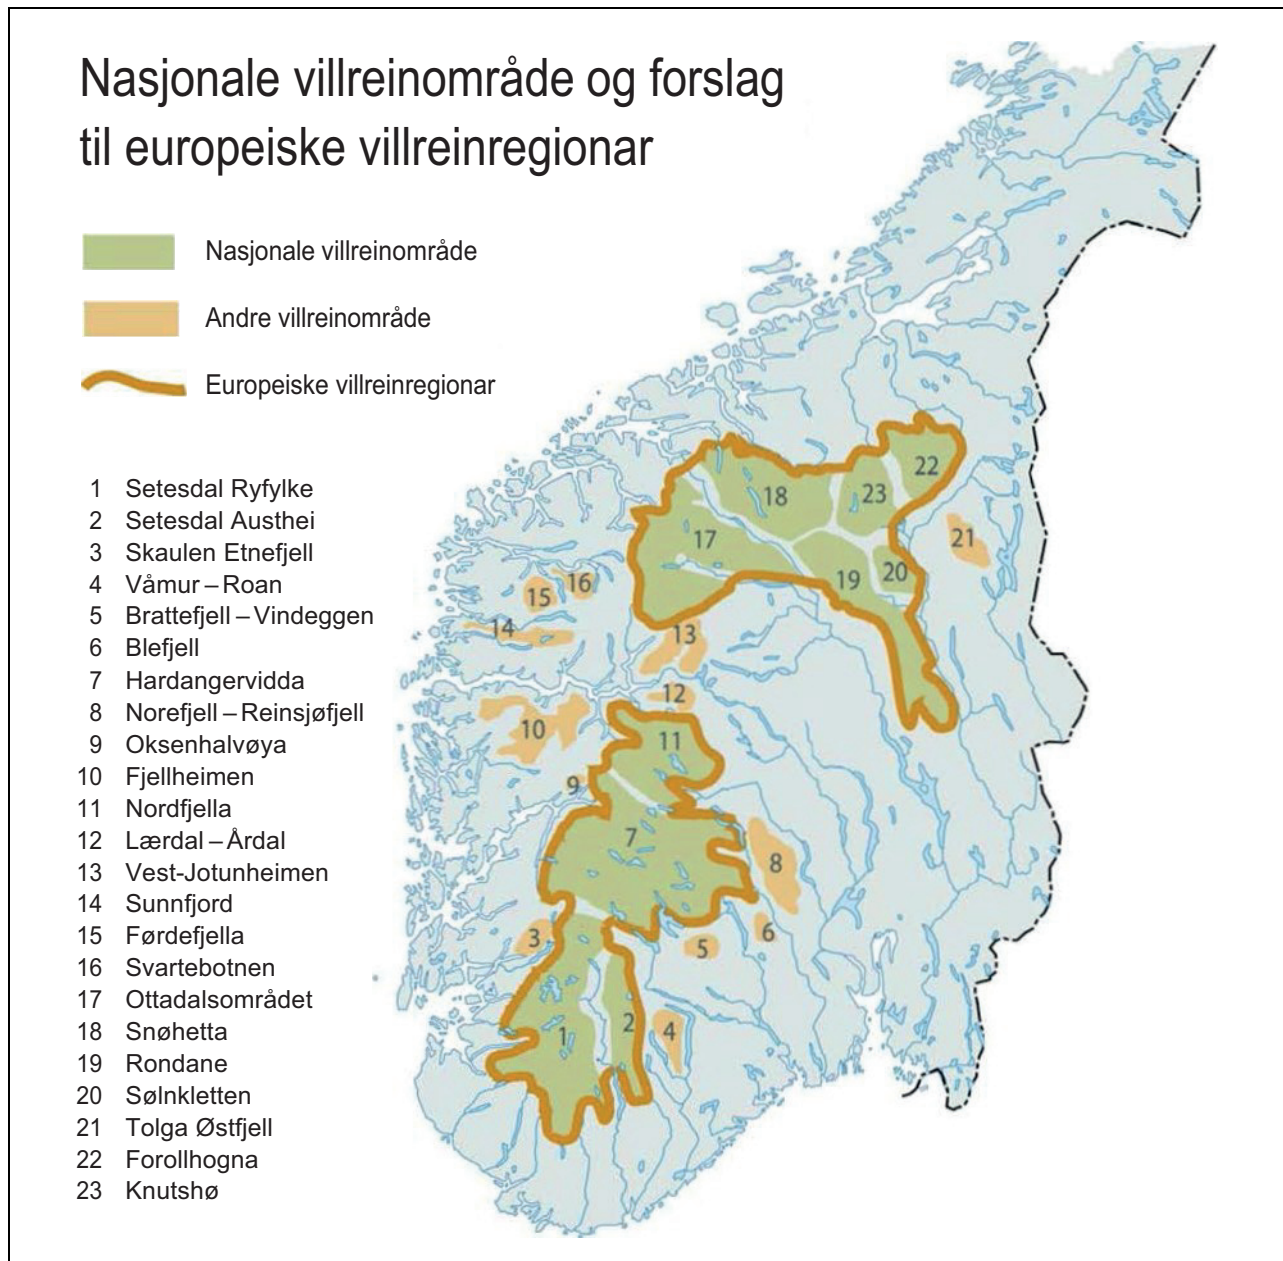 Nasjonale villreinområde og forslag
til europeiske villreinregionar
Nasjonale villreinområde
Andre villreinområde
Europeiske villreinregionar
1 Setesdal Ryfylke
2 Setesdal Austhei
3 Skaulen Etnefjell
4 Våmur – Roan
5 Brattefjell – Vindeggen
6 Blefjell
7 Hardangervidda
8 Norefjell – Reinsjøfjell
9 Oksenhalvøya
10 Fjellheimen
11 Nordfjella
12 Lærdal – Årdal
13 Vest-Jotunheimen
14 Sunnfjord
15 Førdefjella
16 Svartebotnen
17 Ottadalsområdet
18 Snøhetta
19 Rondane
20 Sølnkletten
21 Tolga Østfjell
22 Forollhogna
23 Knutshø
22
18
23
17
21
19
20
16
15
14
13
12
10
11
9
7
8
6
3
5
1
2
4